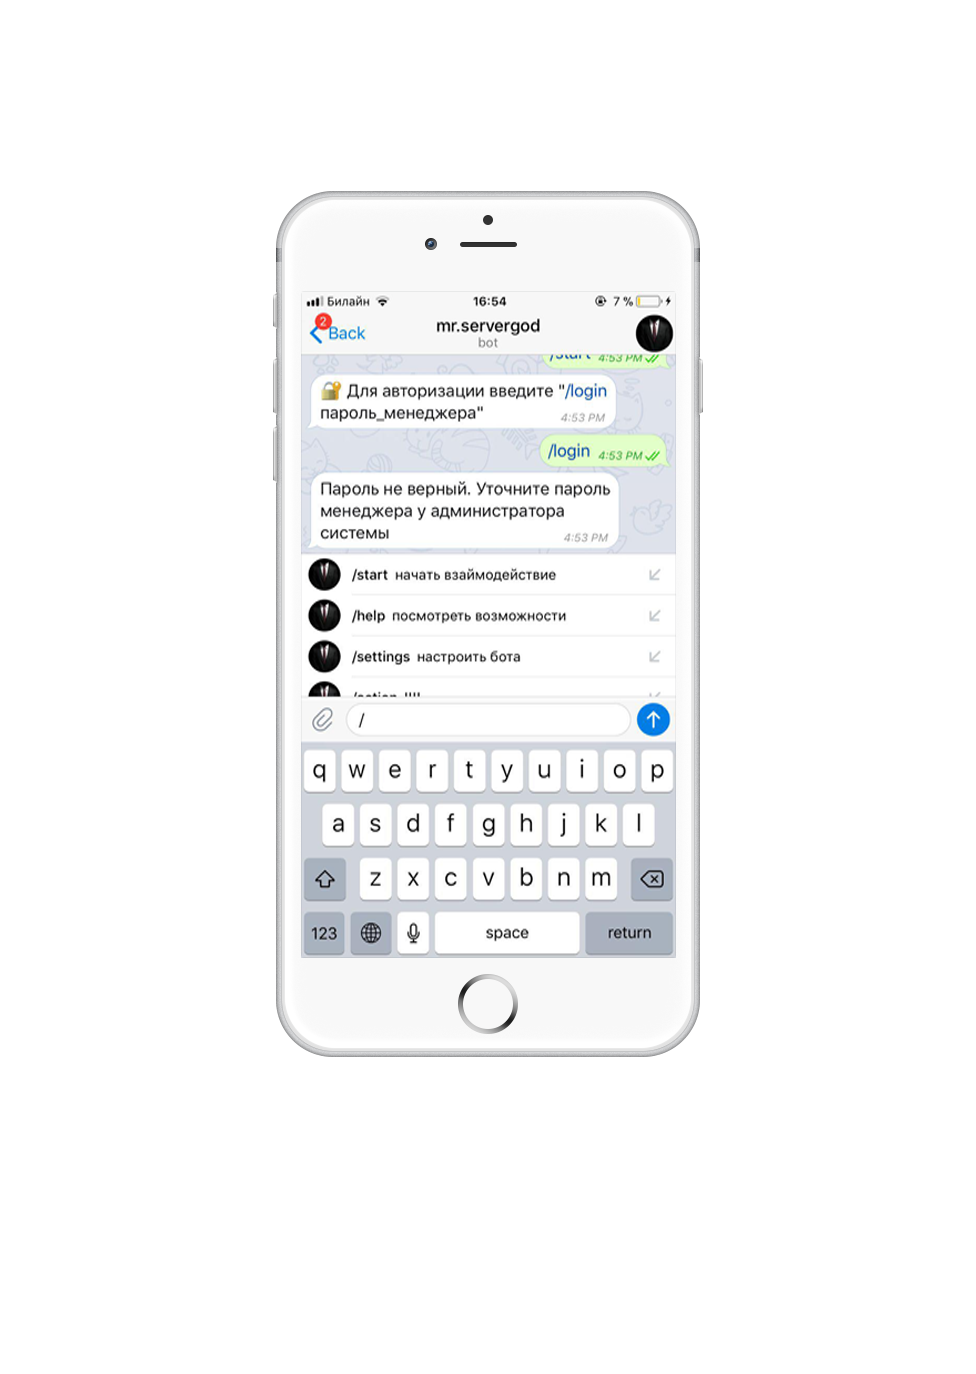 Билайн 16:54 7 %
2
Back mr.servergod
bot
/start 4:53 PM
🔐 Для авторизации введите "/login
пароль_менеджера"
4:53 PM
/login 4:53 PM
Пароль не верный. Уточните пароль
менеджера у администратора
системы
4:53 PM
/start начать взаймодействие
/help посмотреть возможности
/settings настроить бота
/action !!!!
/
q w e r t y u i o p
a s d f g h j k l
z x c v b n m
123 space return